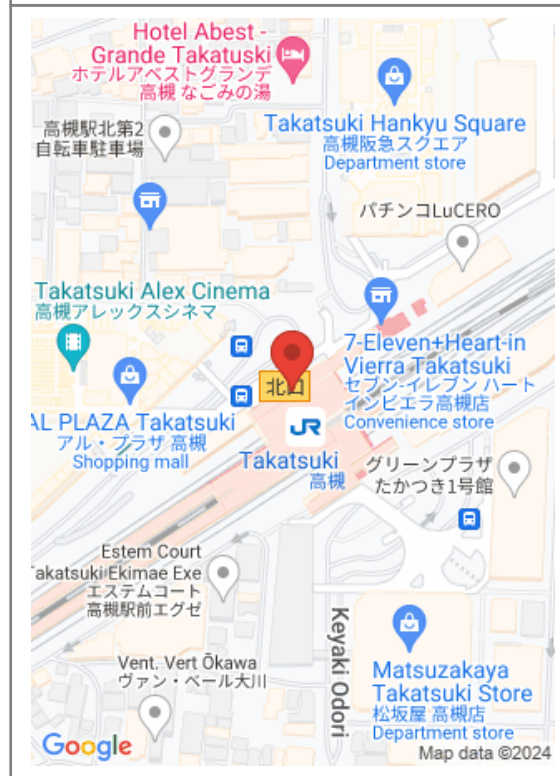 Hotel Abest -
Grande Takatuski
ホテルアベストグランデ
高槻 なごみの湯
高槻駅北第2
自転車駐車場
Takatsuki Hankyu Square
高槻阪急スクエア
Department store
パチンコLuCERO
Takatsuki Alex Cinema
高槻アレックスシネマ
7-Eleven+Heart-in
Vierra Takatsuki
セブン-イレブン ハート
インビエラ高槻店
Convenience store
北口
AL PLAZA Takatsuki
アル・プラザ 高槻
Shopping mall
JR
Takatsuki
高槻
グリーンプラザ
たかつき1号館
Estem Court
Takatsuki Ekimae Exe
エステムコート
高槻駅前エグゼ
Keyaki Odori
Vent. Vert Ōkawa
ヴァン・ベール大川
Matsuzakaya
Takatsuki Store
松坂屋 高槻店
Department store
Google
Map data ©2024